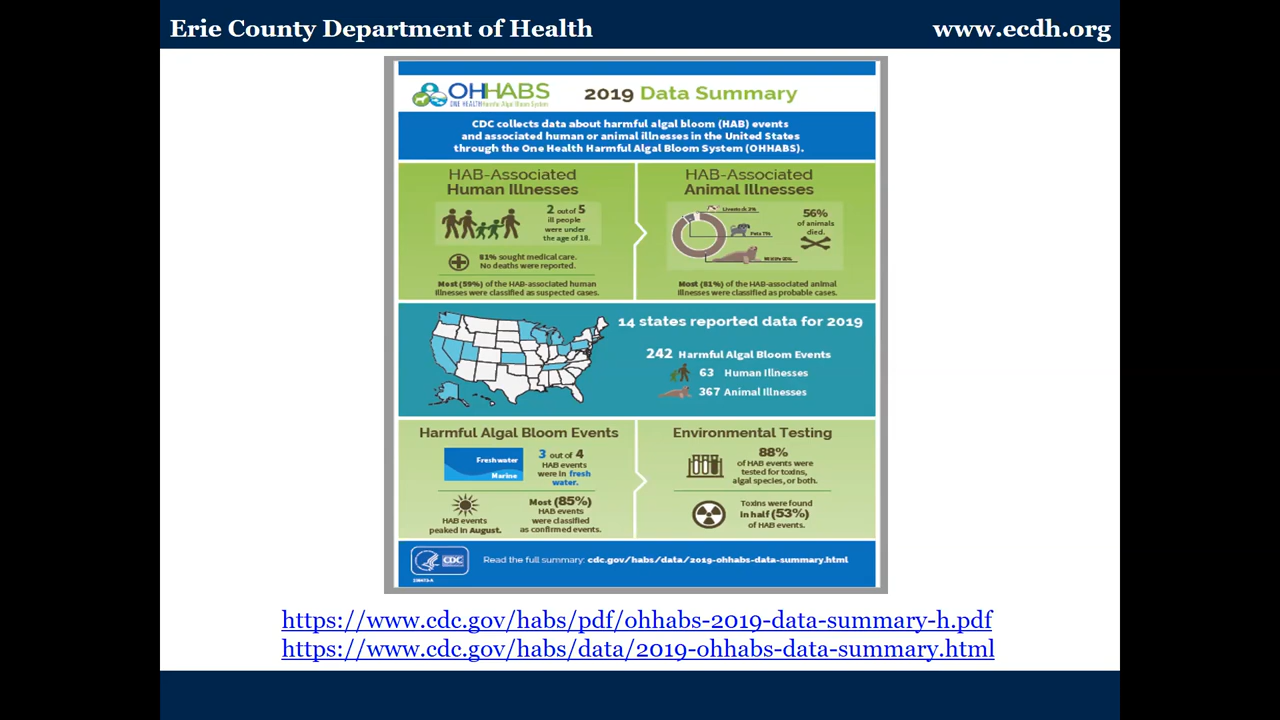 Erie County Department of Health
www.ecdh.org
OHHABS
ONE HEALTH Harmful Algal Bloom System
2019 Data Summary
CDC collects data about harmful algal bloom (HAB) events
and associated human or animal illnesses in the United States
through the One Health Harmful Algal Bloom System (OHHABS).
HAB-Associated
Human Illnesses
2 out of 5
ill people
were under
the age of 18.
81% sought medical care.
No deaths were reported.
Most (59%) of the HAB-associated human
illnesses were classified as suspected cases.
HAB-Associated
Animal Illnesses
Livestock
Pets
56%
of animals
died.
Most (81%) of the HAB-associated animal
illnesses were classified as probable cases.
14 states reported data for 2019
242 Harmful Algal Bloom Events
63 Human Illnesses
367 Animal Illnesses
Harmful Algal Bloom Events
Freshwater
Marine
3 out of 4
HAB events
were in fresh
water.
HAB events
peaked in August.
Most (85%)
HAB events
were classified
as confirmed events.
Environmental Testing
88%
of HAB events were
tested for toxins,
algal species, or both.
Toxins were found
in half (53%)
of HAB events.
CDC
Read the full summary: cdc.gov/habs/data/2019-ohhabs-data-summary.html
https://www.cdc.gov/habs/pdf/ohhabs-2019-data-summary-h.pdf
https://www.cdc.gov/habs/data/2019-ohhabs-data-summary.html